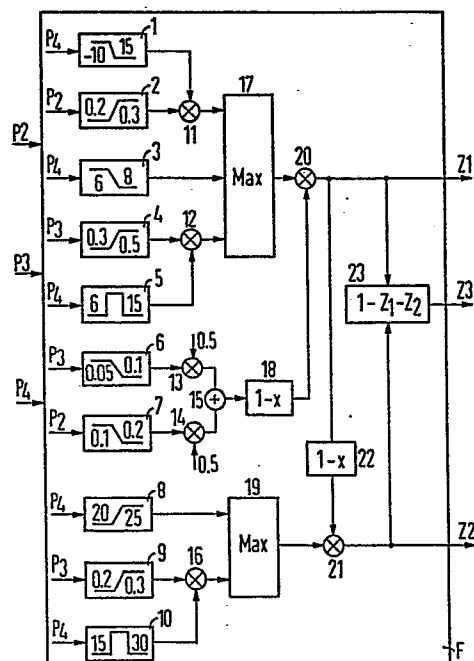 P4 -10 15 1
P2 0.2 0.3 2
11
P2
17
Max
20
Z1
P4 6 8 3
P3 0.3 0.5 4
12
23
1-Z1-Z2
Z3
P3
P4 6 15 5
P3 0.05 0.1 6
0.5
13
15 +
18
1-x
P4
P2 0.1 0.2 7
14
0.5
1-x 22
P4 20 25 8
19
Max
21
Z2
P3 0.2 0.3 9
16
P4 15 30 10
F